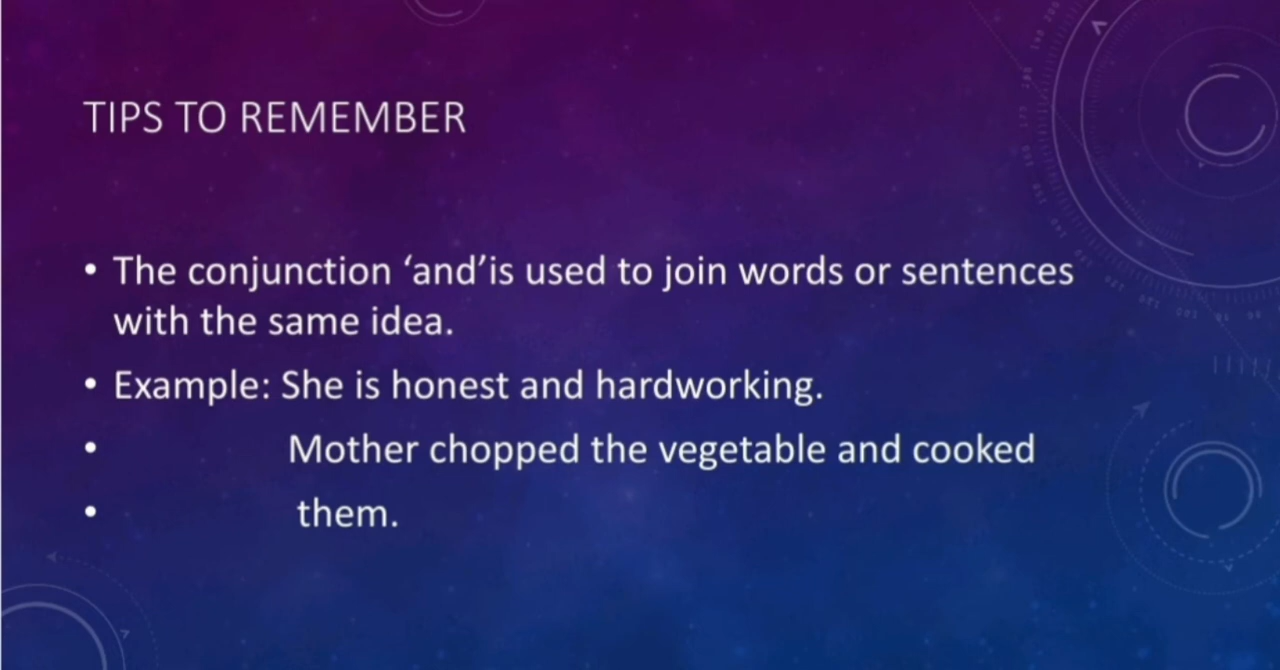 TIPS TO REMEMBER
• The conjunction ‘and’is used to join words or sentences
with the same idea.
• Example: She is honest and hardworking.
• Mother chopped the vegetable and cooked
• them.